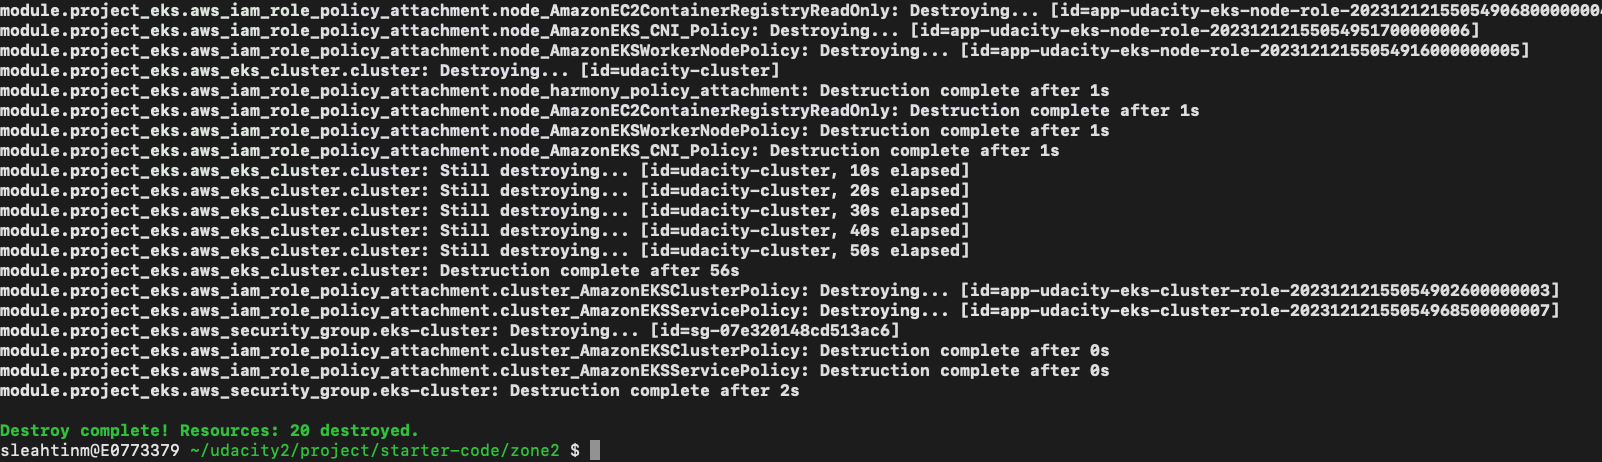 module.project_eks.aws_iam_role_policy_attachment.node_AmazonEC2ContainerRegistryReadOnly: Destroying... [id=app-udacity-eks-node-role-20231212155054906800000004
module.project_eks.aws_iam_role_policy_attachment.node_AmazonEKS_CNI_Policy: Destroying... [id=app-udacity-eks-node-role-20231212155054951700000006]
module.project_eks.aws_iam_role_policy_attachment.node_AmazonEKSWorkerNodePolicy: Destroying... [id=app-udacity-eks-node-role-20231212155054916000000005]
module.project_eks.aws_eks_cluster.cluster: Destroying... [id=udacity-cluster]
module.project_eks.aws_iam_role_policy_attachment.node_harmony_policy_attachment: Destruction complete after 1s
module.project_eks.aws_iam_role_policy_attachment.node_AmazonEC2ContainerRegistryReadOnly: Destruction complete after 1s
module.project_eks.aws_iam_role_policy_attachment.node_AmazonEKSWorkerNodePolicy: Destruction complete after 1s
module.project_eks.aws_iam_role_policy_attachment.node_AmazonEKS_CNI_Policy: Destruction complete after 1s
module.project_eks.aws_eks_cluster.cluster: Still destroying... [id=udacity-cluster, 10s elapsed]
module.project_eks.aws_eks_cluster.cluster: Still destroying... [id=udacity-cluster, 20s elapsed]
module.project_eks.aws_eks_cluster.cluster: Still destroying... [id=udacity-cluster, 30s elapsed]
module.project_eks.aws_eks_cluster.cluster: Still destroying... [id=udacity-cluster, 40s elapsed]
module.project_eks.aws_eks_cluster.cluster: Still destroying... [id=udacity-cluster, 50s elapsed]
module.project_eks.aws_eks_cluster.cluster: Destruction complete after 56s
module.project_eks.aws_iam_role_policy_attachment.cluster_AmazonEKSClusterPolicy: Destroying... [id=app-udacity-eks-cluster-role-20231212155054902600000003]
module.project_eks.aws_iam_role_policy_attachment.cluster_AmazonEKSServicePolicy: Destroying... [id=app-udacity-eks-cluster-role-20231212155054968500000007]
module.project_eks.aws_security_group.eks-cluster: Destroying... [id=sg-07e320148cd513ac6]
module.project_eks.aws_iam_role_policy_attachment.cluster_AmazonEKSClusterPolicy: Destruction complete after 0s
module.project_eks.aws_iam_role_policy_attachment.cluster_AmazonEKSServicePolicy: Destruction complete after 0s
module.project_eks.aws_security_group.eks-cluster: Destruction complete after 2s
Destroy complete! Resources: 20 destroyed.
sleahtinm@E0773379 ~/udacity2/project/starter-code/zone2 $